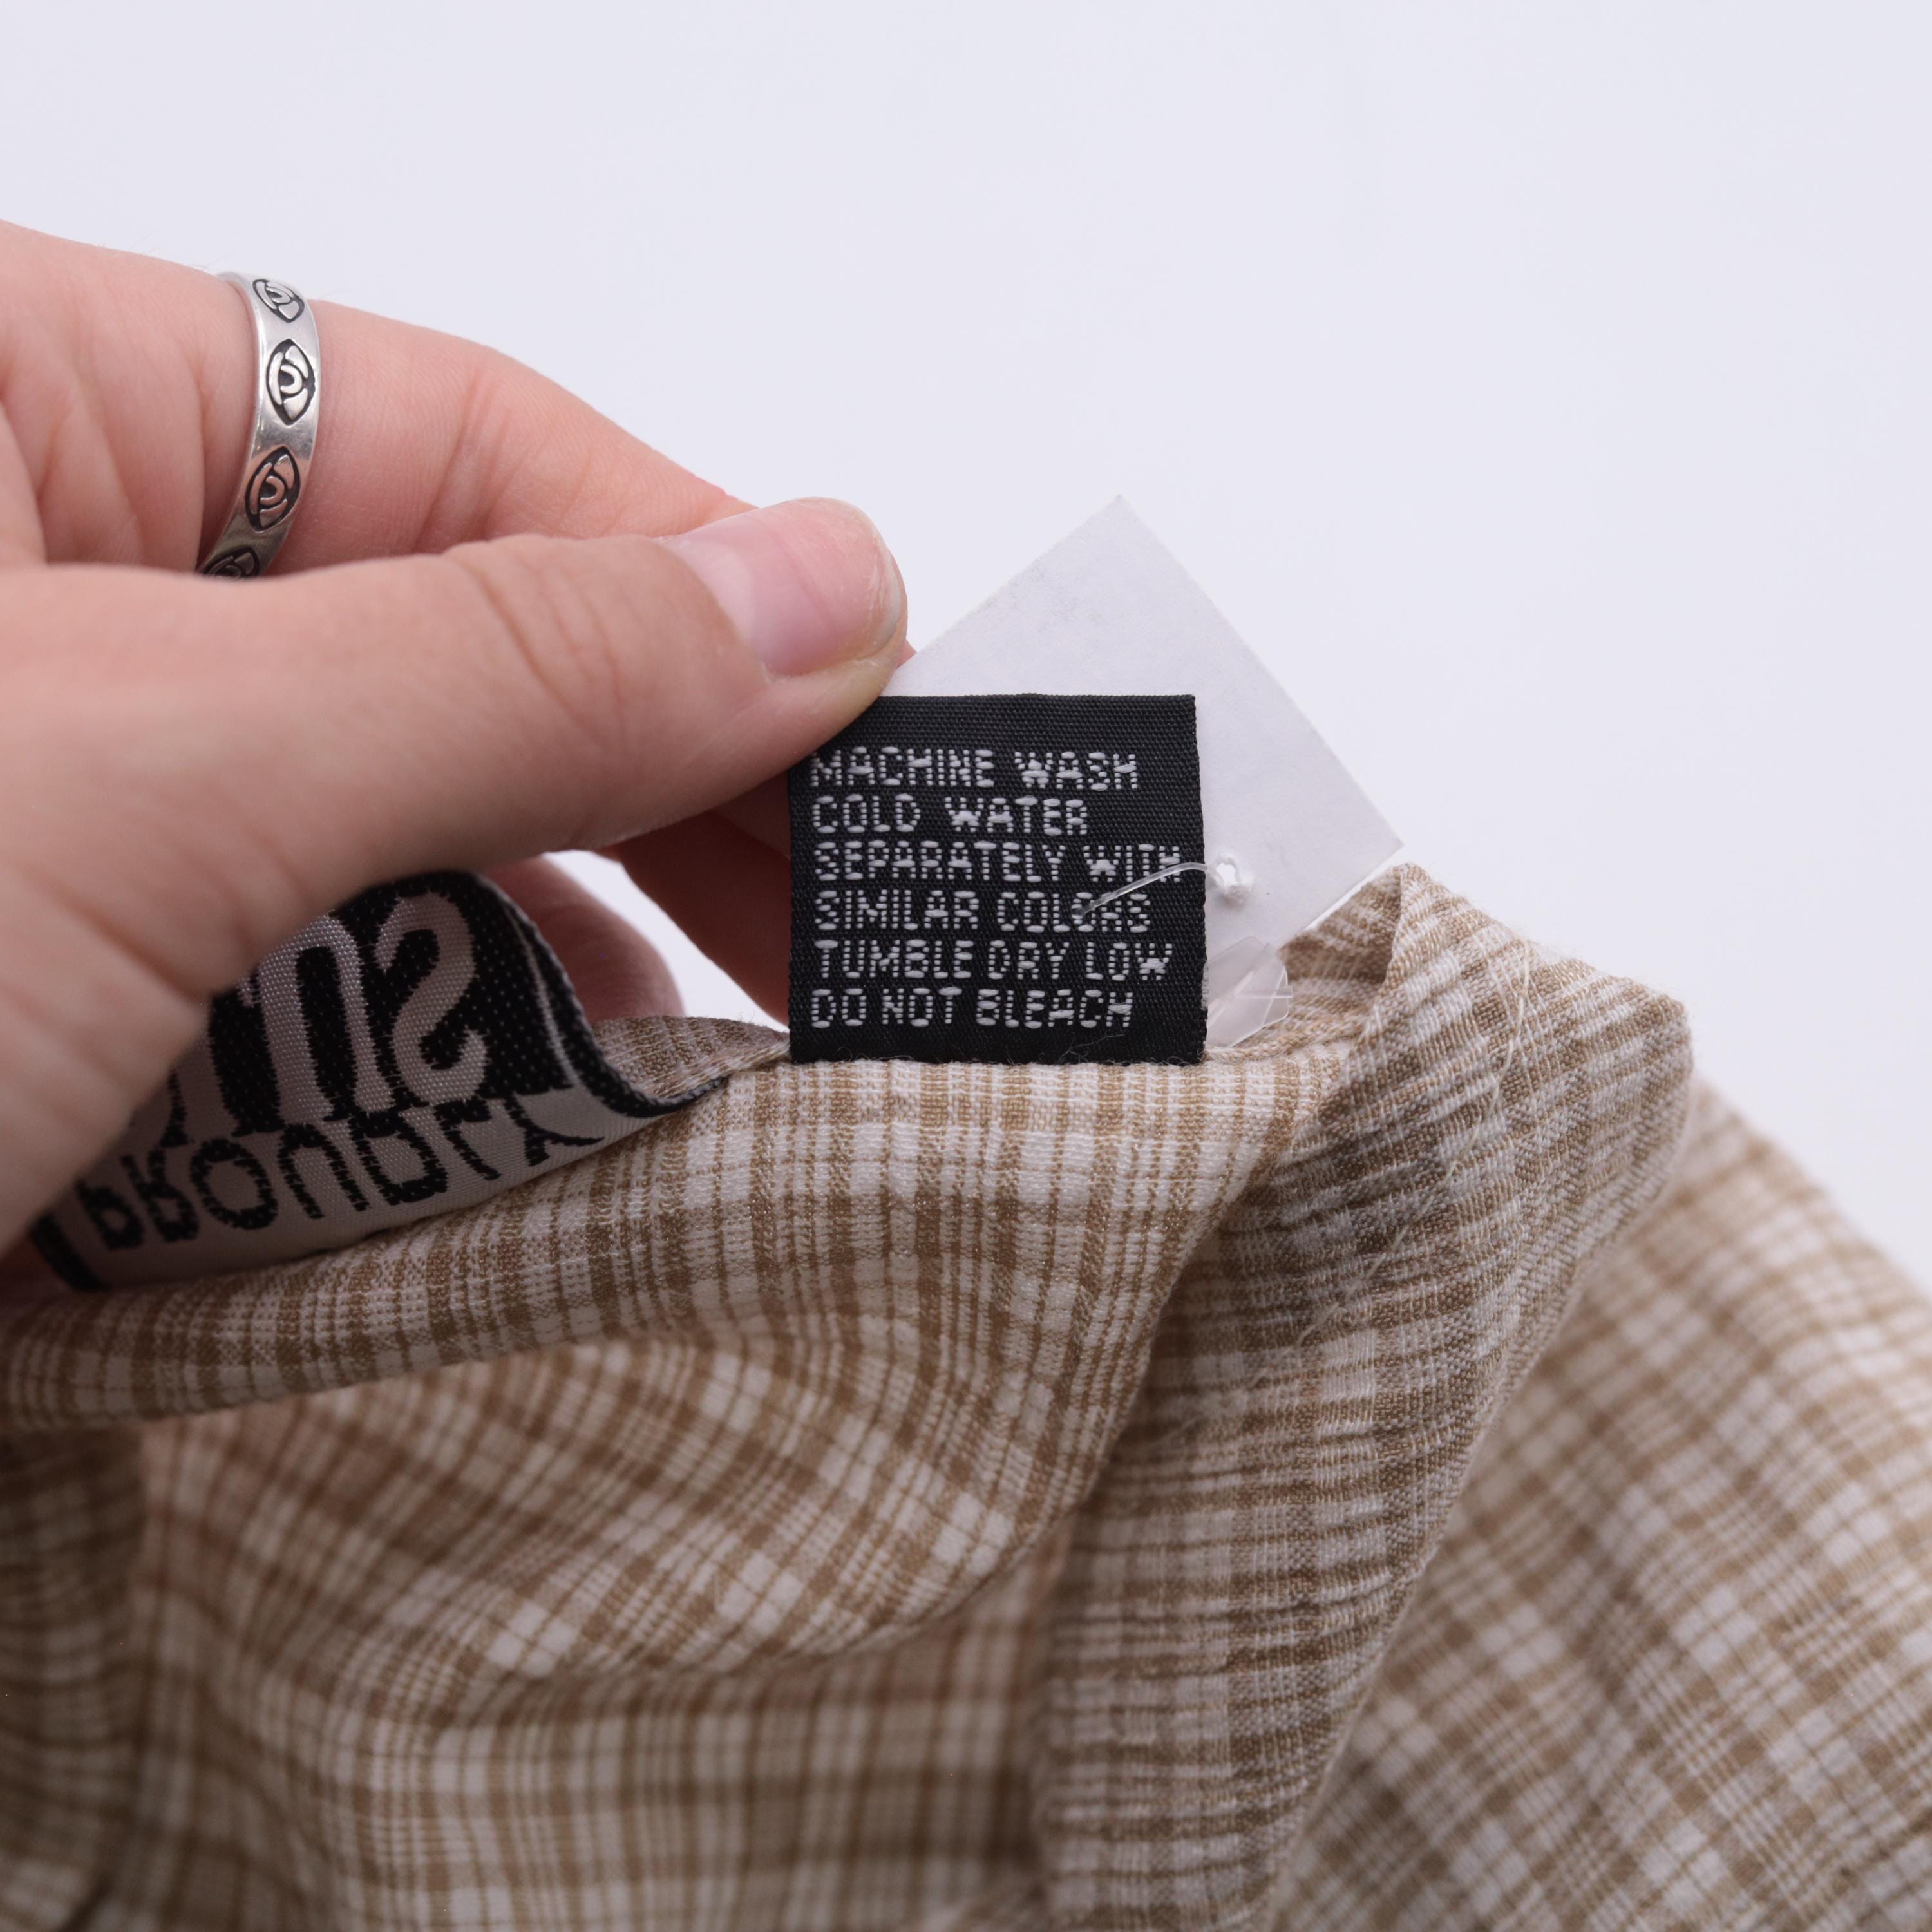 MACHINE WASH
COLD WATER
SEPARATELY WITH
SIMILAR COLORS
TUMBLE DRY LOW
DO NOT BLEACH
PROUDLY